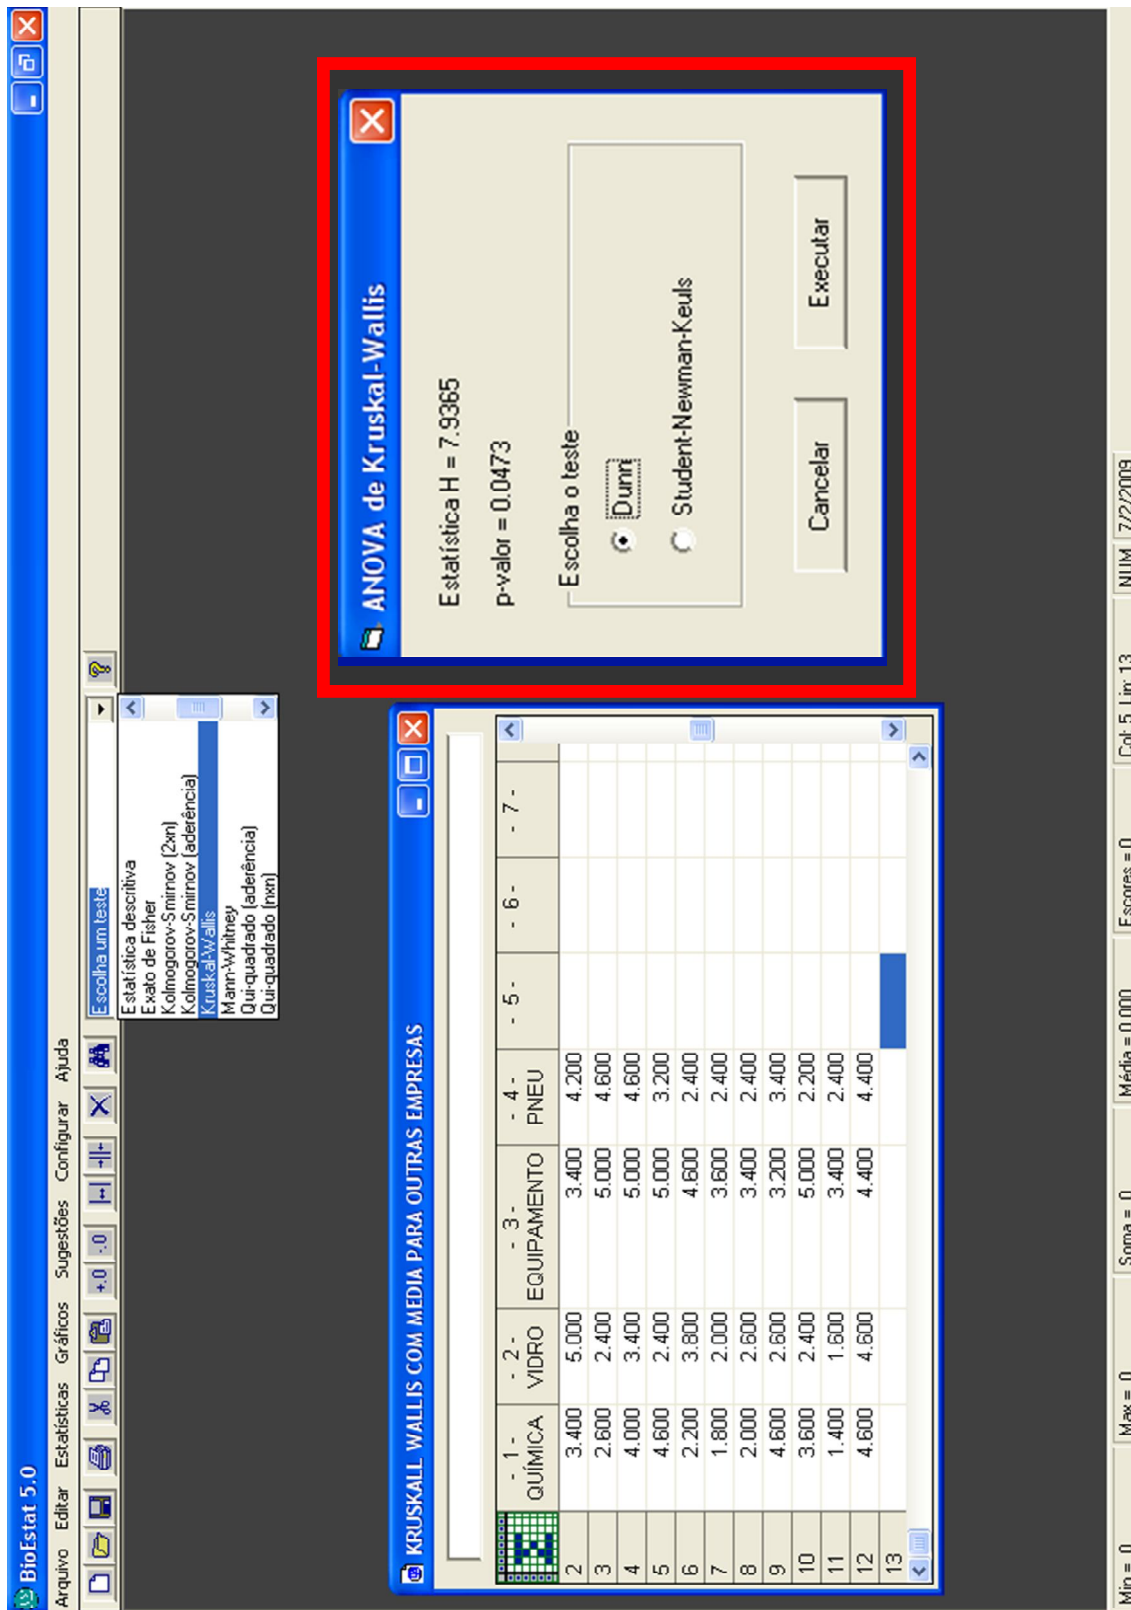 BioEstat 5.0
Arquivo Editar Estatísticas Gráficos Sugestões Configurar Ajuda
+.0 -.0 Escolha um teste ?
Estatística descritiva
Exato de Fisher
Kolmogorov-Smirnov (2xn)
Kolmogorov-Smirnov (aderência)
Kruskal-Wallis
Mann-Whitney
Qui-quadrado (aderência)
Qui-quadrado (nxn)
KRUSKALL WALLIS COM MEDIA PARA OUTRAS EMPRESAS
- 1 - - 2 - - 3 - - 4 - - 5 - - 6 - - 7 -
QUÍMICA VIDRO EQUIPAMENTO PNEU
2 3.400 5.000 3.400 4.200
3 2.600 2.400 5.000 4.600
4 4.000 3.400 5.000 4.600
5 4.600 2.400 5.000 3.200
6 2.200 3.800 4.600 2.400
7 1.800 2.000 3.600 2.400
8 2.000 2.600 3.400 2.400
9 4.600 2.600 3.200 3.400
10 3.600 2.400 5.000 2.200
11 1.400 1.600 3.400 2.400
12 4.600 4.600 4.400 4.400
13
ANOVA de Kruskal-Wallis
Estatística H = 7.9365
p-valor = 0.0473
Escolha o teste
Dunn
Student-Newman-Keuls
Cancelar Executar
Min = 0 Max = 0 Soma = 0 Média = 0.000 Escores = 0 Col: 5 Lin: 13 NUM 7/2/2009